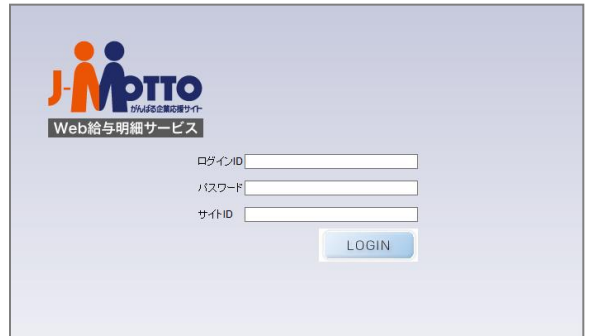 J-MOTTO
がんばる企業応援サイト
Web給与明細サービス
ログインID
パスワード
サイトID
LOGIN